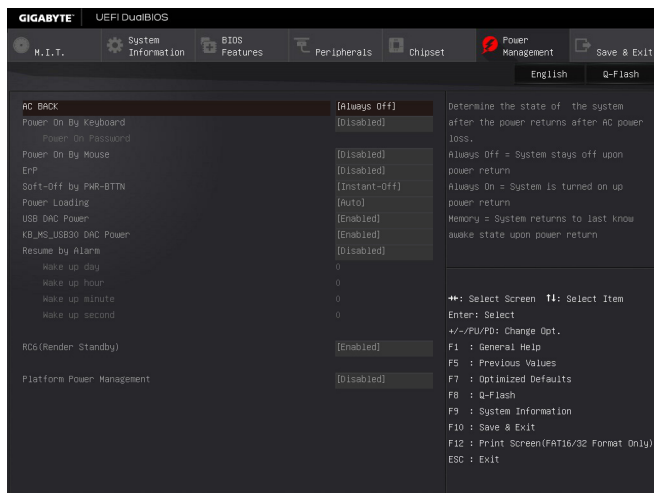 GIGABYTE™ UEFI DualBIOS
M.I.T.
System Information
BIOS Features
Peripherals
Chipset
Power Management
Save & Exit
English Q-Flash
AC BACK [Always Off]
Power On By Keyboard [Disabled]
Power On Password
Power On By Mouse [Disabled]
ErP [Disabled]
Soft-Off by PWR-BTTN [Instant-Off]
Power Loading [Auto]
USB DAC Power [Enabled]
KB_MS_USB30 DAC Power [Enabled]
Resume by Alarm [Disabled]
Wake up day 0
Wake up hour 0
Wake up minute 0
Wake up second 0
RC6(Render Standby) [Enabled]
Platform Power Management [Disabled]
Determine the state of the system
after the power returns after AC power
loss.
Always Off = System stays off upon
power return
Always On = System is turned on up
power return
Memory = System returns to last know
awake state upon power return
→←: Select Screen ↑↓: Select Item
Enter: Select
+/-/PU/PD: Change Opt.
F1 : General Help
F5 : Previous Values
F7 : Optimized Defaults
F8 : Q-Flash
F9 : System Information
F10 : Save & Exit
F12 : Print Screen(FAT16/32 Format Only)
ESC : Exit